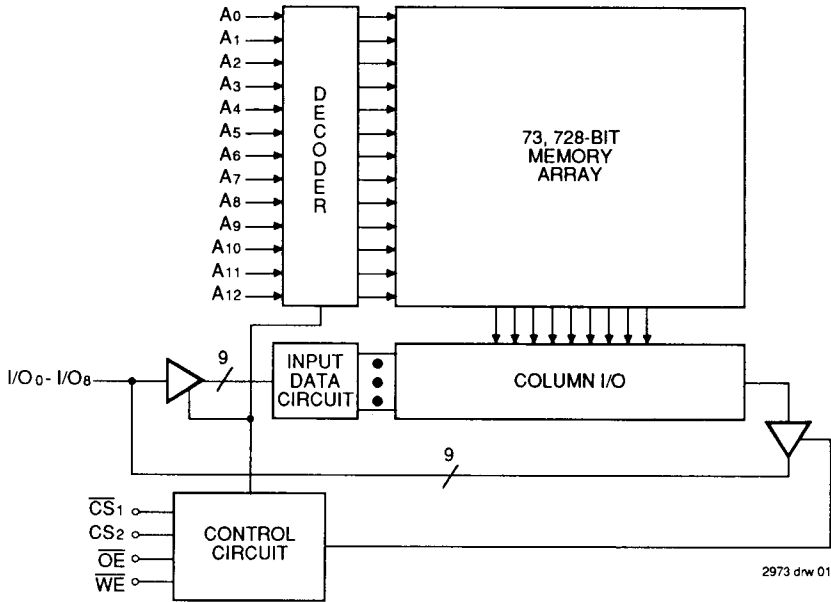 A0
A1
A2
A3
A4
A5
A6
A7
A8
A9
A10
A11
A12
DECODER
73, 728-BIT
MEMORY
ARRAY
I/O0 - I/O8
9
INPUT
DATA
CIRCUIT
COLUMN I/O
9
CS1
CS2
OE
WE
CONTROL
CIRCUIT
2973 drw 01